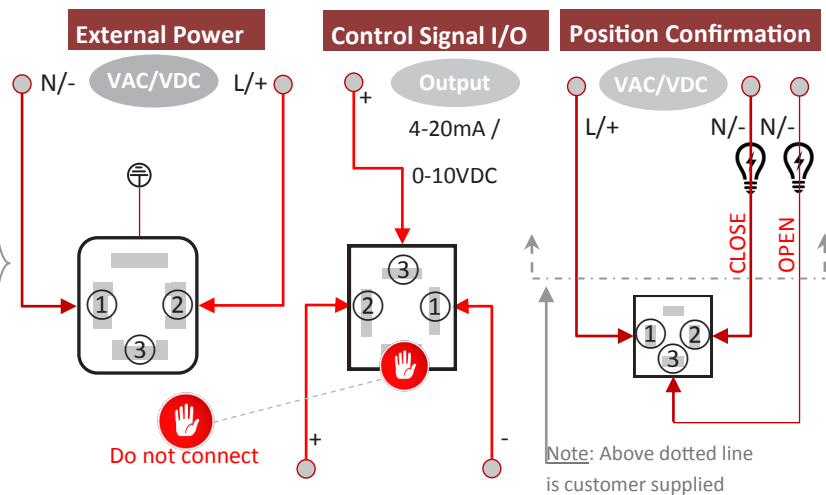 External Power
Control Signal I/O
Position Confirmation
N/-
VAC/VDC
L/+
+
Output
4-20mA /
0-10VDC
VAC/VDC
L/+
N/-
N/-
CLOSE
OPEN
1
2
3
3
2
1
1
2
3
Do not connect
+
-
Note: Above dotted line
is customer supplied